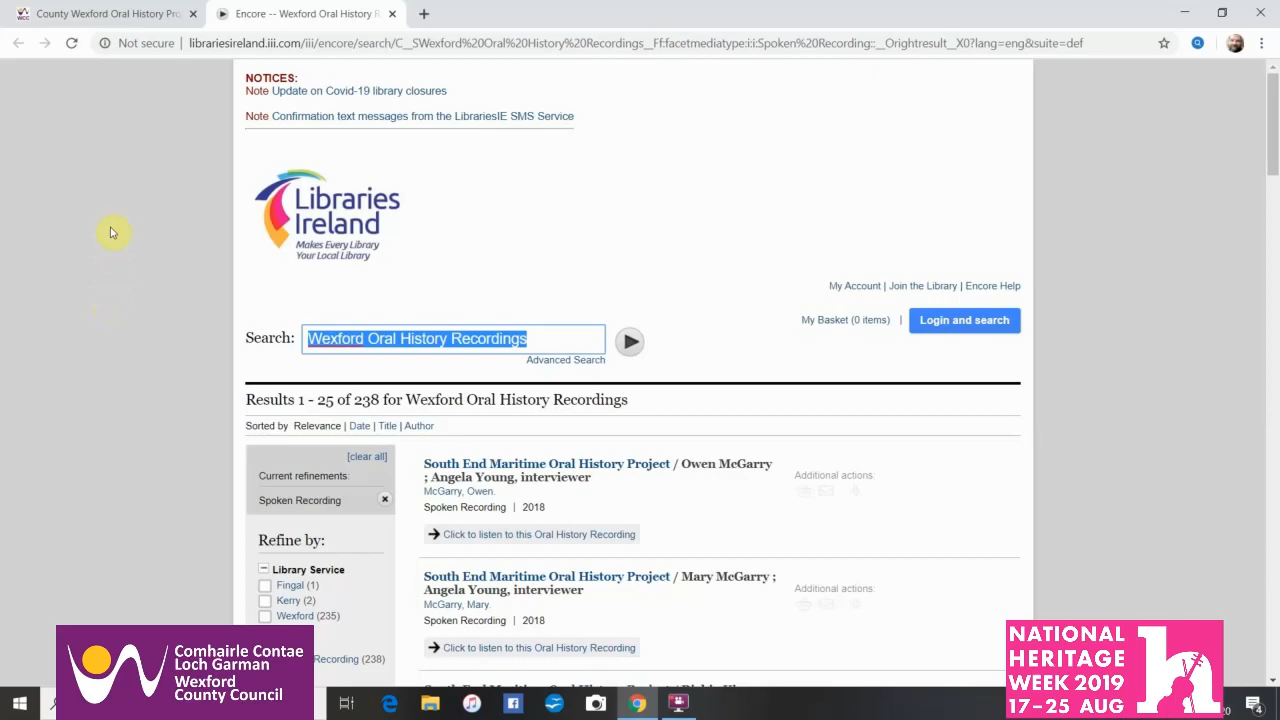 County Wexford Oral History Pro
Encore -- Wexford Oral History R
Not secure | librariesireland.iii.com/iii/encore/search/C__SWexford%20Oral%20History%20Recordings__Ff:facetmediatype:i:i:Spoken%20Recording::__Orightresult__X0?lang=eng&suite=def
NOTICES:
Note Update on Covid-19 library closures
Note Confirmation text messages from the LibrariesIE SMS Service
Libraries
Ireland
Makes Every Library
Your Local Library
My Account | Join the Library | Encore Help
My Basket (0 items) | Login and search
Search: Wexford Oral History Recordings
Advanced Search
Results 1 - 25 of 238 for Wexford Oral History Recordings
Sorted by Relevance | Date | Title | Author
[clear all]
Current refinements:
Spoken Recording
Refine by:
Library Service
Fingal (1)
Kerry (2)
Wexford (235)
Recording (238)
South End Maritime Oral History Project / Owen McGarry
; Angela Young, interviewer
McGarry, Owen.
Spoken Recording | 2018
Click to listen to this Oral History Recording
Additional actions:
South End Maritime Oral History Project / Mary McGarry ;
Angela Young, interviewer
McGarry, Mary.
Spoken Recording | 2018
Click to listen to this Oral History Recording
Additional actions:
Comhairle Contae
Loch Garman
Wexford
County Council
NATIONAL
HERITAGE
WEEK 2019
17–25 AUG
20
4